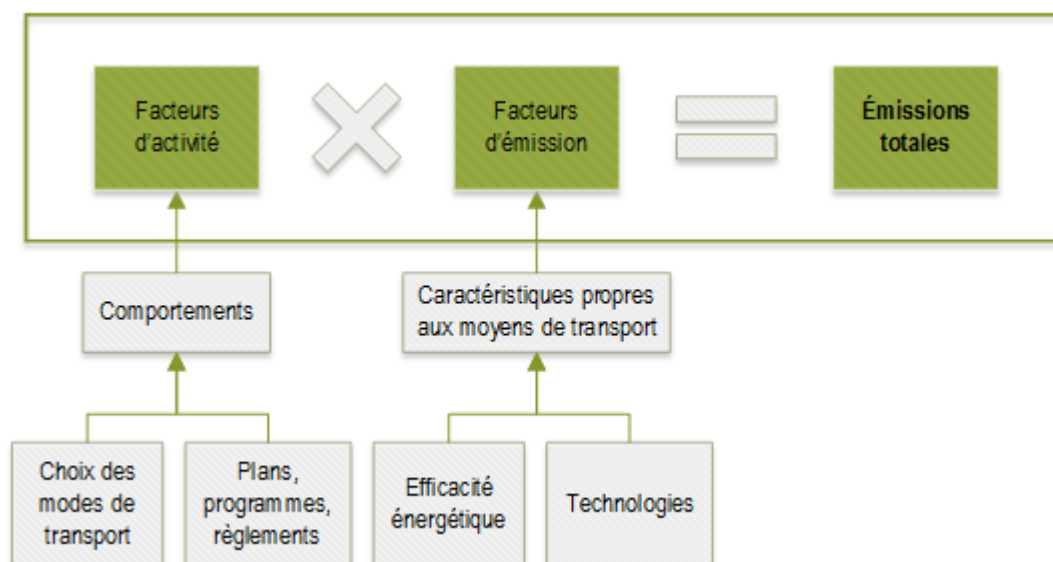 Facteurs
d'activité
Facteurs
d'émission
Émissions
totales
Comportements
Caractéristiques propres
aux moyens de transport
Choix des
modes de
transport
Plans,
programmes,
règlements
Efficacité
énergétique
Technologies